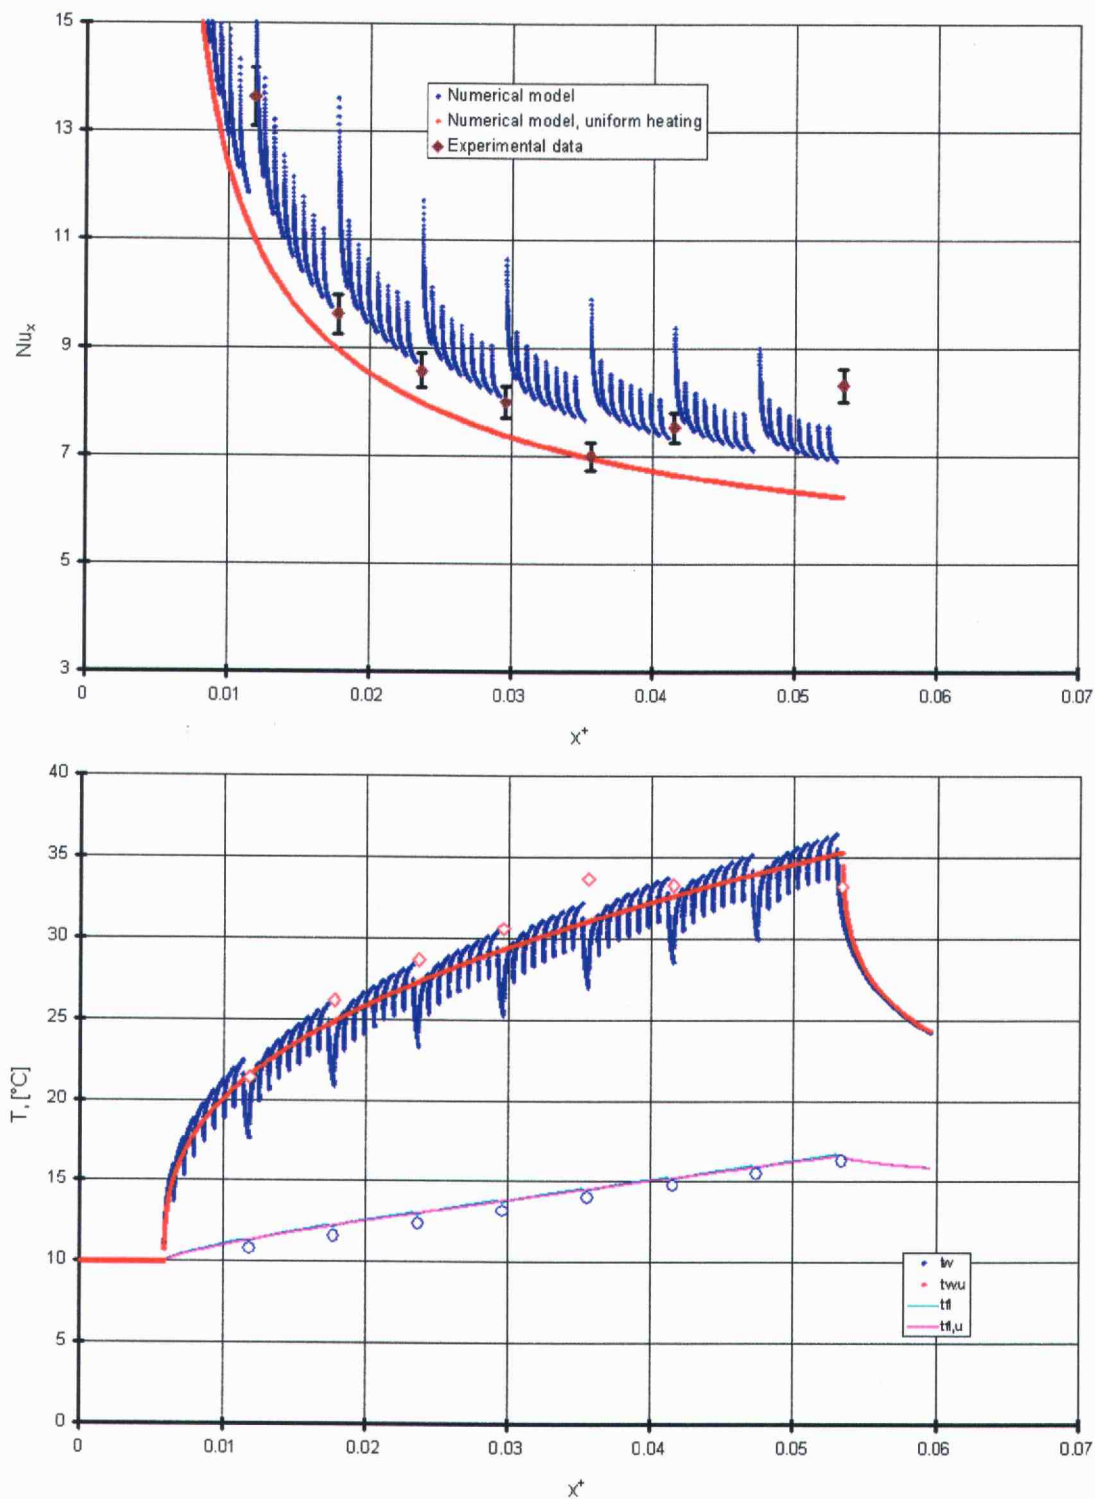 15
13
11
9
7
5
3
Nu_x
Numerical model
Numerical model, uniform heating
Experimental data
0 0.01 0.02 0.03 0.04 0.05 0.06 0.07
x⁺
40
35
30
25
20
15
10
5
0
T, [°C]
tw
tw,u
tfl
tfl,u
0 0.01 0.02 0.03 0.04 0.05 0.06 0.07
x⁺